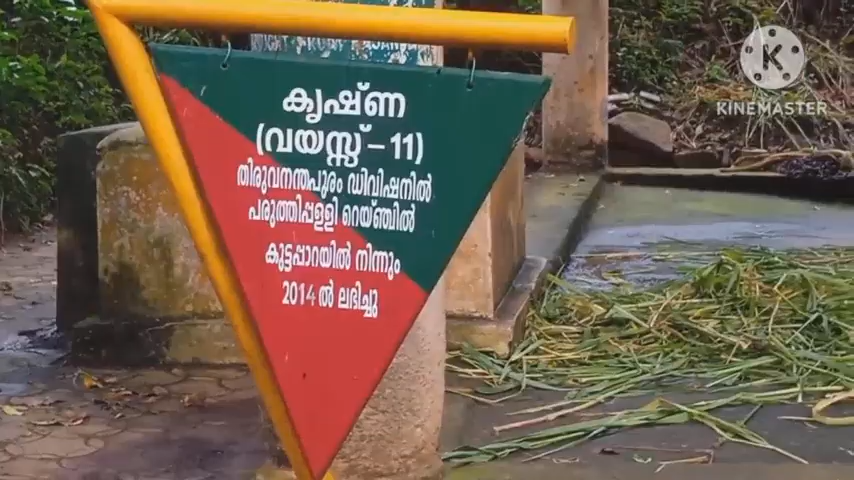 കൃഷ്ണ
(വയസ്സ് - 11)
തിരുവനന്തപുരം ഡിവിഷനിൽ
പരുത്തിപ്പള്ളി റെയ്ഞ്ചിൽ
കുട്ടപ്പാറയിൽ നിന്നും
2014 ൽ ലഭിച്ചു
K
KINEMASTER